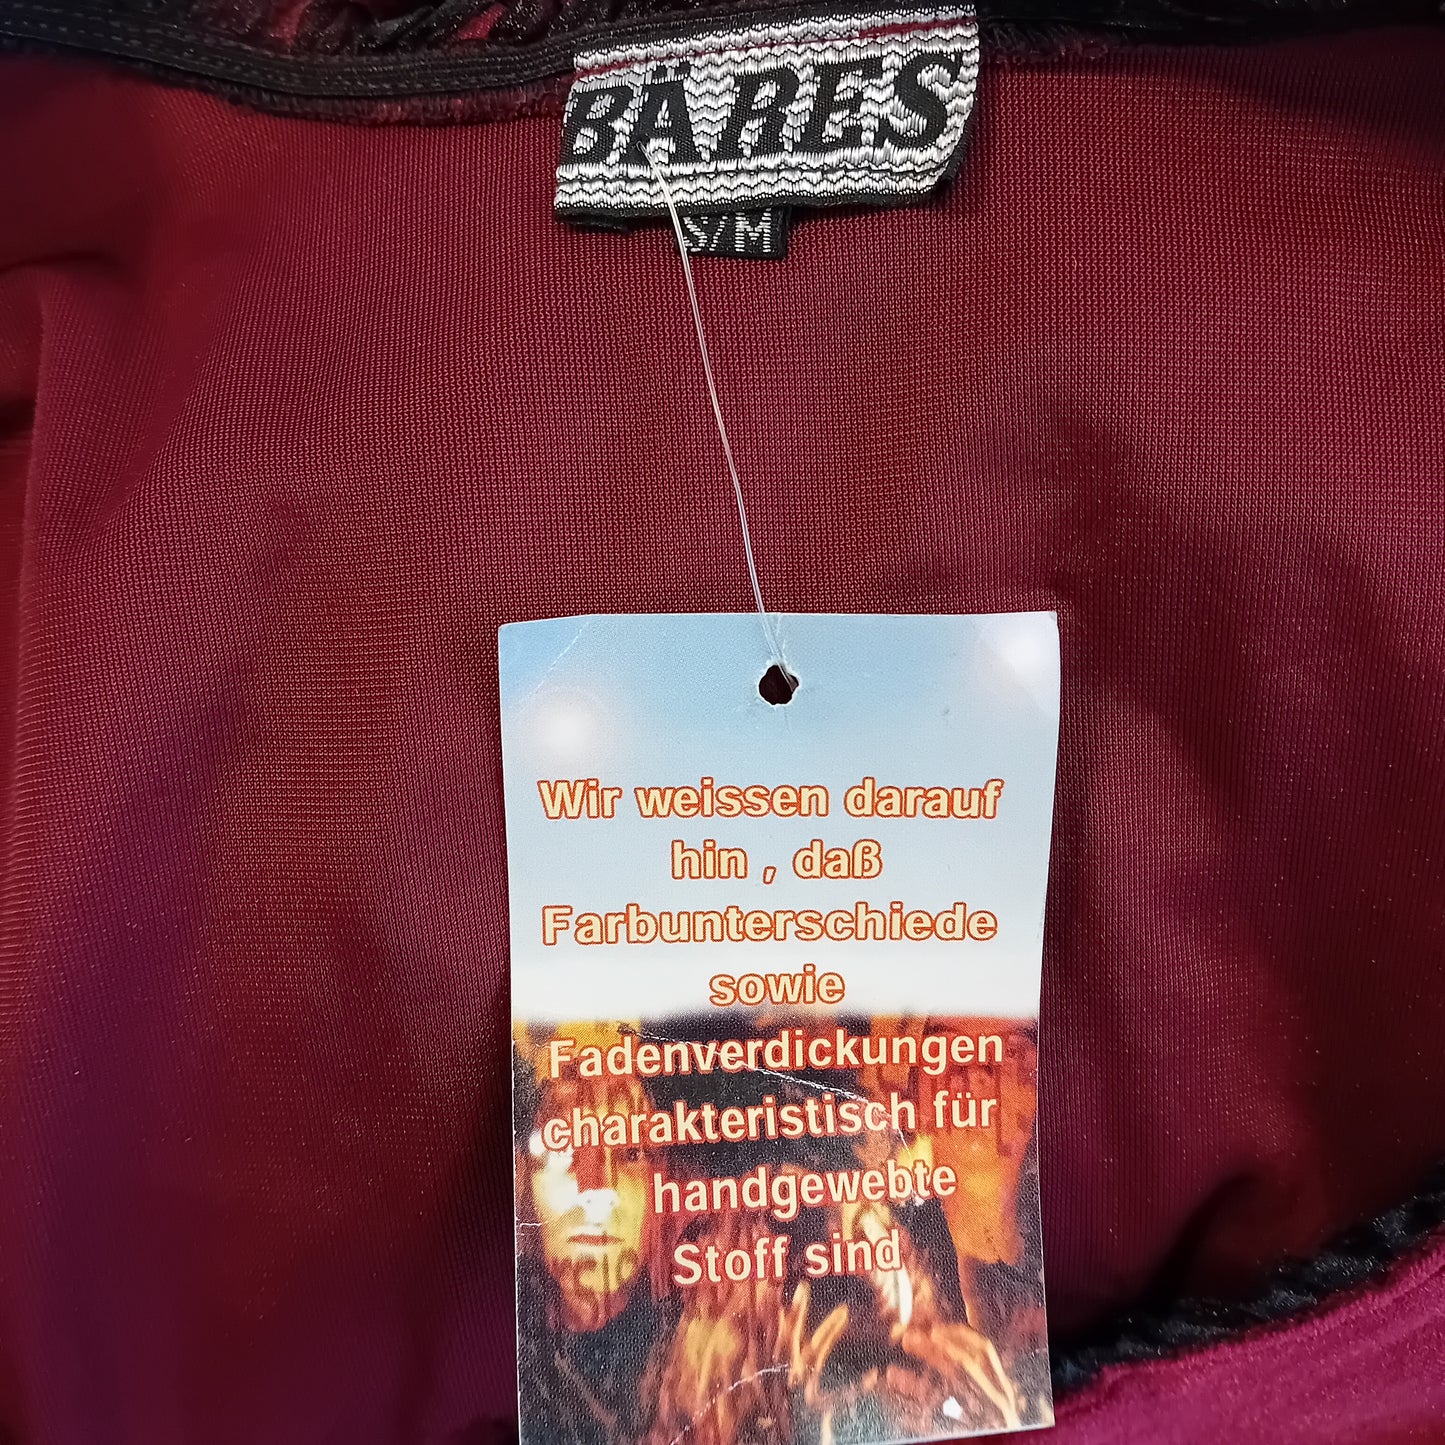 BÄRES
S/M
Wir weissen darauf
hin , daß
Farbunterschiede
sowie
Fadenverdickungen
charakteristisch für
handgewebte
Stoff sind